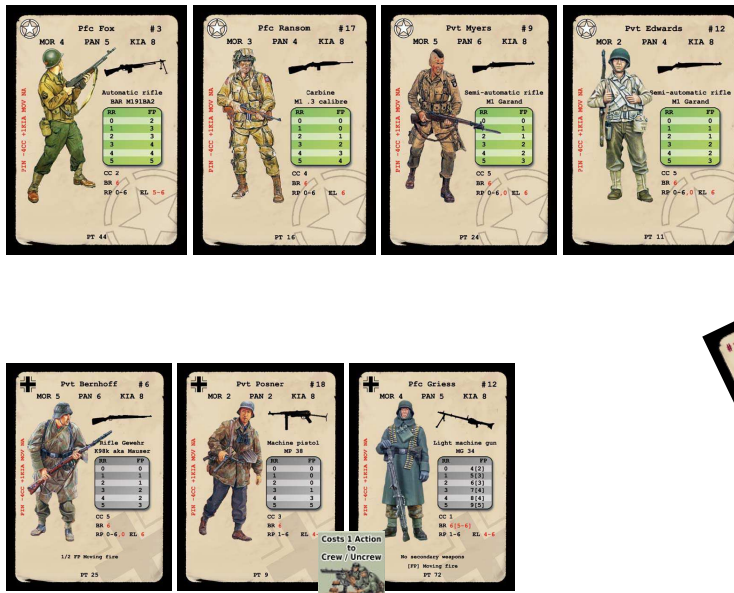 Pfc Fox #3
MOR 4 PAN 5 KIA 8
PIN -4CC +1KIA MOV NA
Automatic rifle
BAR M191BA2
RR FP
0 2
1 3
2 3
3 4
4 4
5 5
CC 2
BR 6
RP 0-6 EL 5-6
PT 44
Pfc Ransom #17
MOR 3 PAN 4 KIA 8
PIN -4CC +1KIA MOV NA
Carbine
M1 .3 calibre
RR FP
0 0
1 0
2 1
3 2
4 3
5 4
CC 4
BR 6
RP 0-6 EL 6
PT 16
Pvt Myers #9
MOR 5 PAN 6 KIA 8
PIN -4CC +1KIA MOV NA
Semi-automatic rifle
M1 Garand
RR FP
0 0
1 1
2 1
3 2
4 2
5 3
CC 5
BR 6
RP 0-6,0 EL 6
PT 24
Pvt Edwards #12
MOR 2 PAN 4 KIA 8
PIN -4CC +1KIA MOV NA
Semi-automatic rifle
M1 Garand
RR FP
0 0
1 1
2 1
3 2
4 2
5 3
CC 5
BR 6
RP 0-6,0 EL 6
PT 11
Pvt Bernhoff #6
MOR 5 PAN 6 KIA 8
PIN -4CC +1KIA MOV NA
Rifle Gewehr
K98k aka Mauser
RR FP
0 0
1 1
2 1
3 2
4 2
5 3
CC 5
BR 6
RP 0-6,0 EL 6
1/2 FP Moving fire
PT 25
Pvt Posner #18
MOR 2 PAN 2 KIA 8
PIN -4CC +1KIA MOV NA
Machine pistol
MP 38
RR FP
0 0
1 0
2 0
3 1
4 3
5 5
CC 3
BR 6
RP 1-6 EL 4-
PT 9
Costs 1 Action
to
Crew / Uncrew
Pfc Griess #12
MOR 4 PAN 5 KIA 8
PIN -4CC +1KIA MOV NA
Light machine gun
MG 34
RR FP
0 4[2]
1 5[3]
2 6[3]
3 7[4]
4 8[4]
5 9[5]
CC 1
BR 6[5-6]
RP 1-6 EL 4-6
No secondary weapons
[FP] Moving fire
PT 72